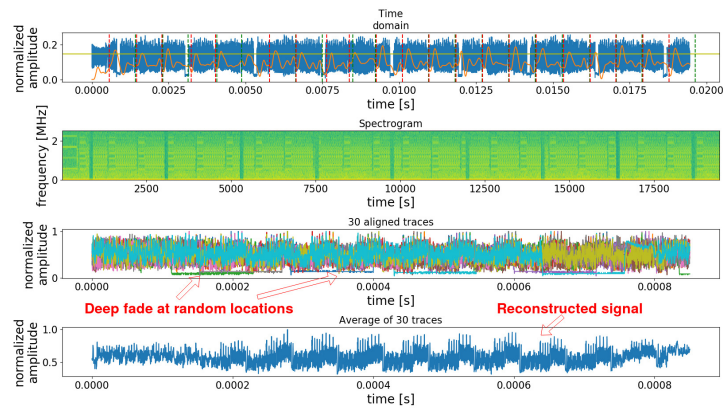 Time
domain
normalized
amplitude
0.2
0.0
0.0000 0.0025 0.0050 0.0075 0.0100 0.0125 0.0150 0.0175 0.0200
time [s]
Spectrogram
frequency [MHz]
2
0
2500 5000 7500 10000 12500 15000 17500
time [s]
30 aligned traces
normalized
amplitude
1
0
0.0000 0.0002 0.0004 0.0006 0.0008
time [s]
Deep fade at random locations
Reconstructed signal
Average of 30 traces
normalized
amplitude
1.0
0.5
0.0000 0.0002 0.0004 0.0006 0.0008
time [s]